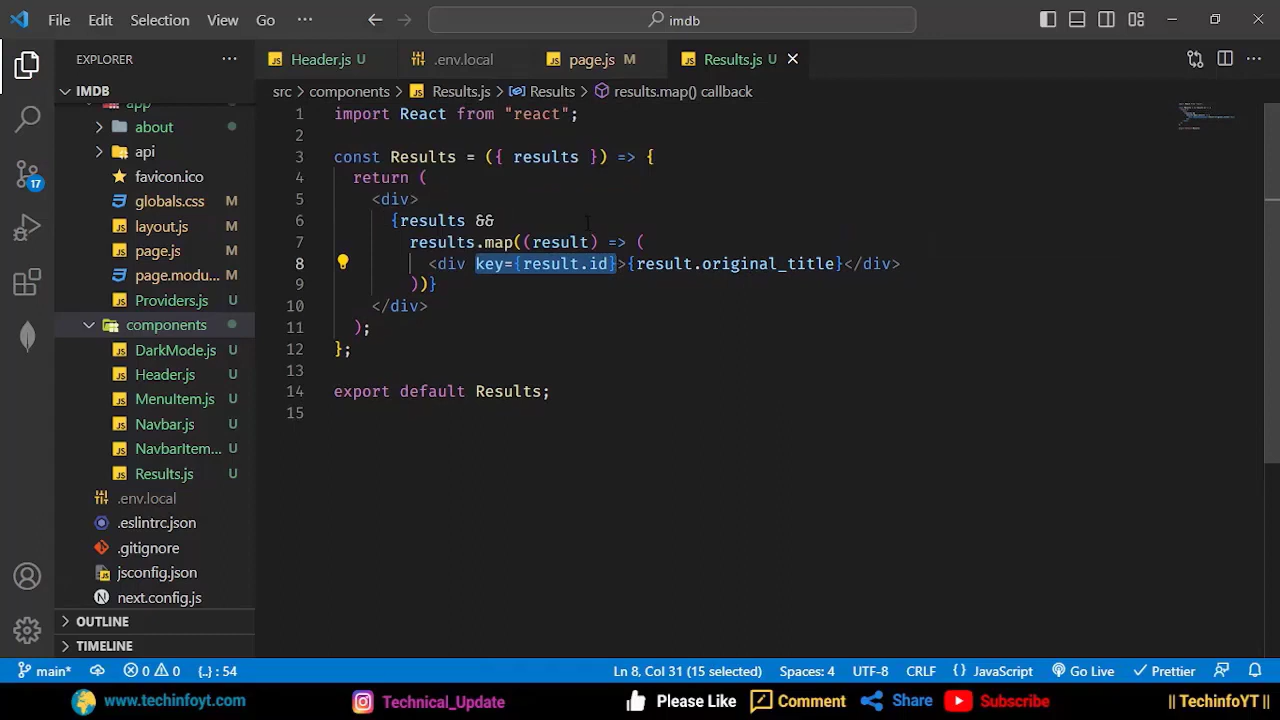 File Edit Selection View Go ··· imdb
EXPLORER ···
Header.js U
.env.local
page.js M
Results.js U
IMDB
src > components > Results.js > Results > results.map() callback
app
about
api
favicon.ico
globals.css M
layout.js M
page.js M
page.modu... M
Providers.js U
components
DarkMode.js U
Header.js U
MenuItem.js U
Navbar.js U
NavbarItem... U
Results.js U
.env.local
.eslintrc.json
.gitignore
jsconfig.json
next.config.js
OUTLINE
TIMELINE
17
1 import React from "react";
2
3 const Results = ({ results }) => {
4 return (
5 <div>
6 {results &&
7 results.map((result) => (
8 <div key={result.id}>{result.original_title}</div>
9 ))}
10 </div>
11 );
12 };
13
14 export default Results;
15
main* 0 0 {..} : 54 Ln 8, Col 31 (15 selected) Spaces: 4 UTF-8 CRLF {} JavaScript Go Live Prettier
www.techinfoyt.com Technical_Update Please Like Comment Share Subscribe || TechinfoYT ||